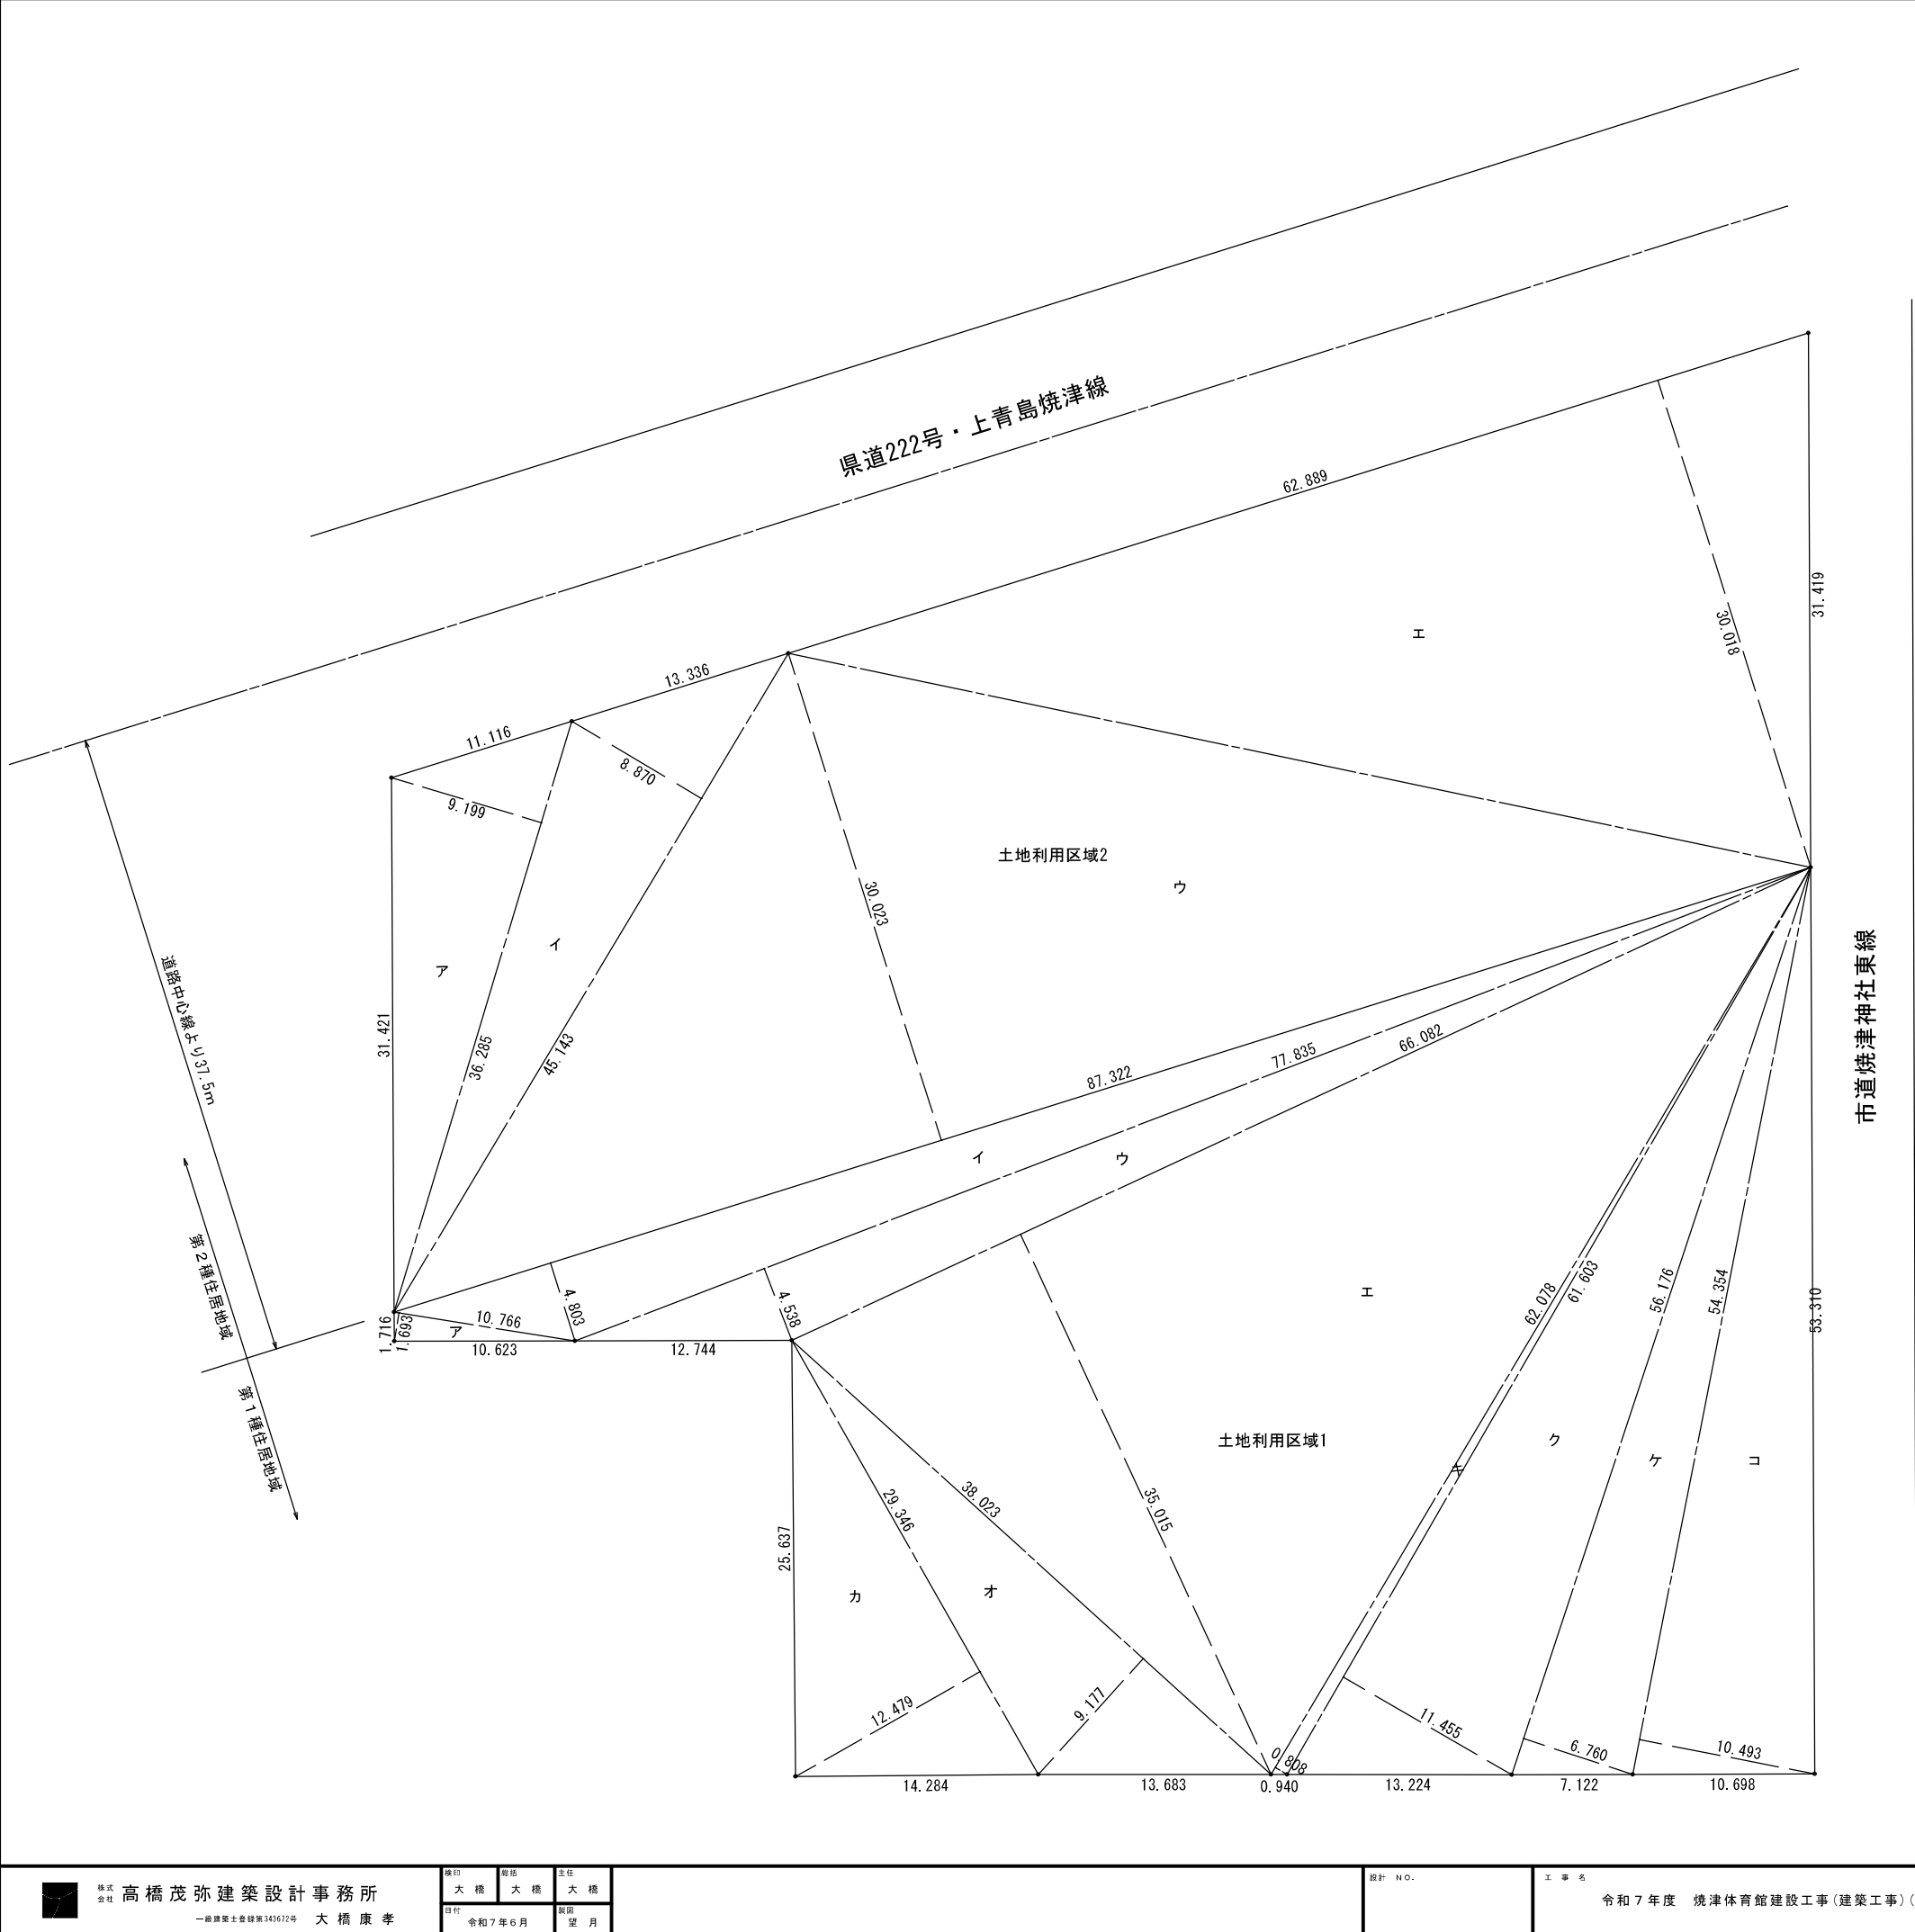 県道222号・上青島焼津線
62.889
31.419
30.018
エ
13.336
11.116
8.870
9.199
土地利用区域2
ウ
30.023
イ
ア
道路中心線より37.5m
市道焼津神社東線
31.421
36.285
45.143
87.322
77.835
66.082
イ
ウ
第2種住居地域
第1種住居地域
4.803
4.538
10.766
ア
1.716
1.693
10.623
12.744
エ
62.078
61.603
56.176
54.354
53.310
土地利用区域1
キ
ク
ケ
コ
29.346
38.023
35.015
25.637
カ
オ
12.479
9.177
0.808
11.455
6.760
10.493
14.284
13.683
0.940
13.224
7.122
10.698
株式会社 高橋茂弥建築設計事務所
一級建築士登録第343672号 大橋康孝
検印 総括 主任
大橋 大橋 大橋
日付 製図
令和7年6月 望月
設計 NO.
工事名
令和7年度 焼津体育館建設工事(建築工事)(